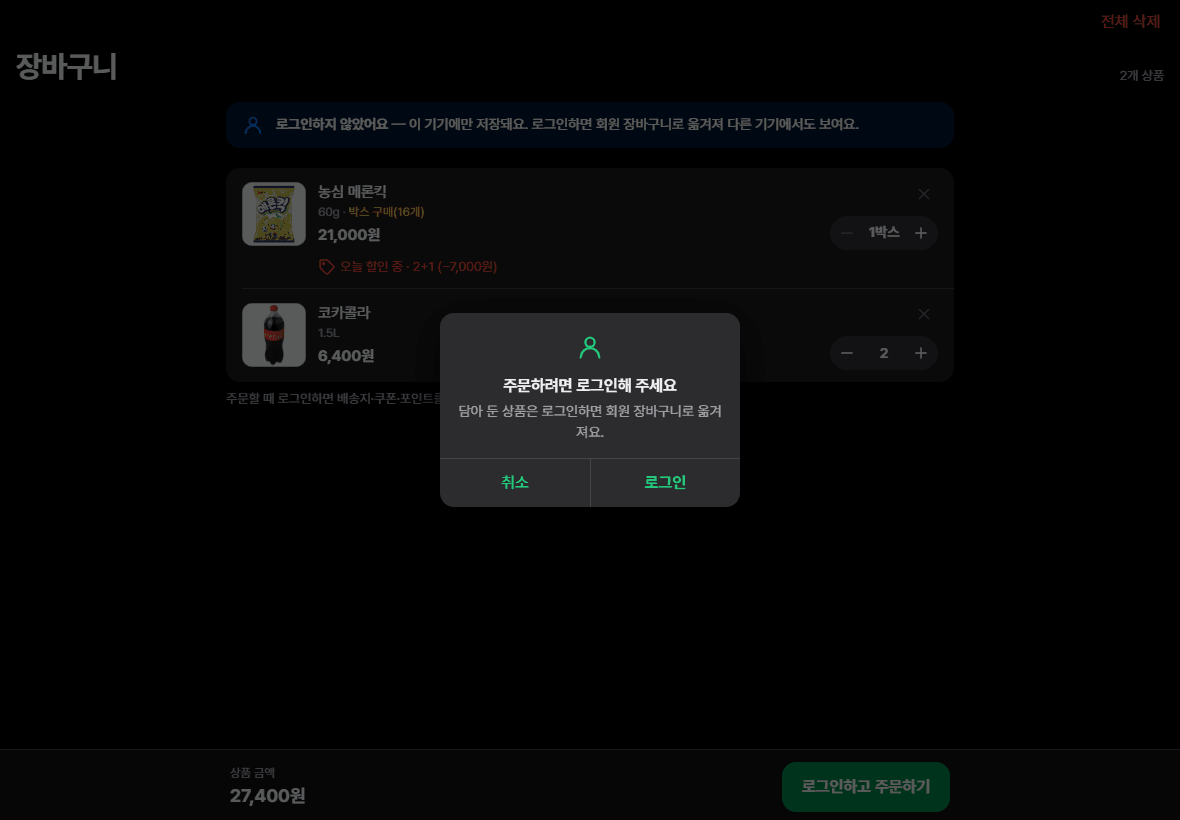 전체 삭제
장바구니
2개 상품
로그인하지 않았어요 — 이 기기에만 저장돼요. 로그인하면 회원 장바구니로 옮겨져 다른 기기에서도 보여요.
메론킥
농심 메론킥
60g · 박스 구매(16개)
21,000원
1박스
오늘 할인 중 · 2+1 (−7,000원)
코카콜라
1.5L
6,400원
2
주문할 때 로그인하면 배송지·쿠폰·포인트를
주문하려면 로그인해 주세요
담아 둔 상품은 로그인하면 회원 장바구니로 옮겨
져요.
취소
로그인
상품 금액
27,400원
로그인하고 주문하기